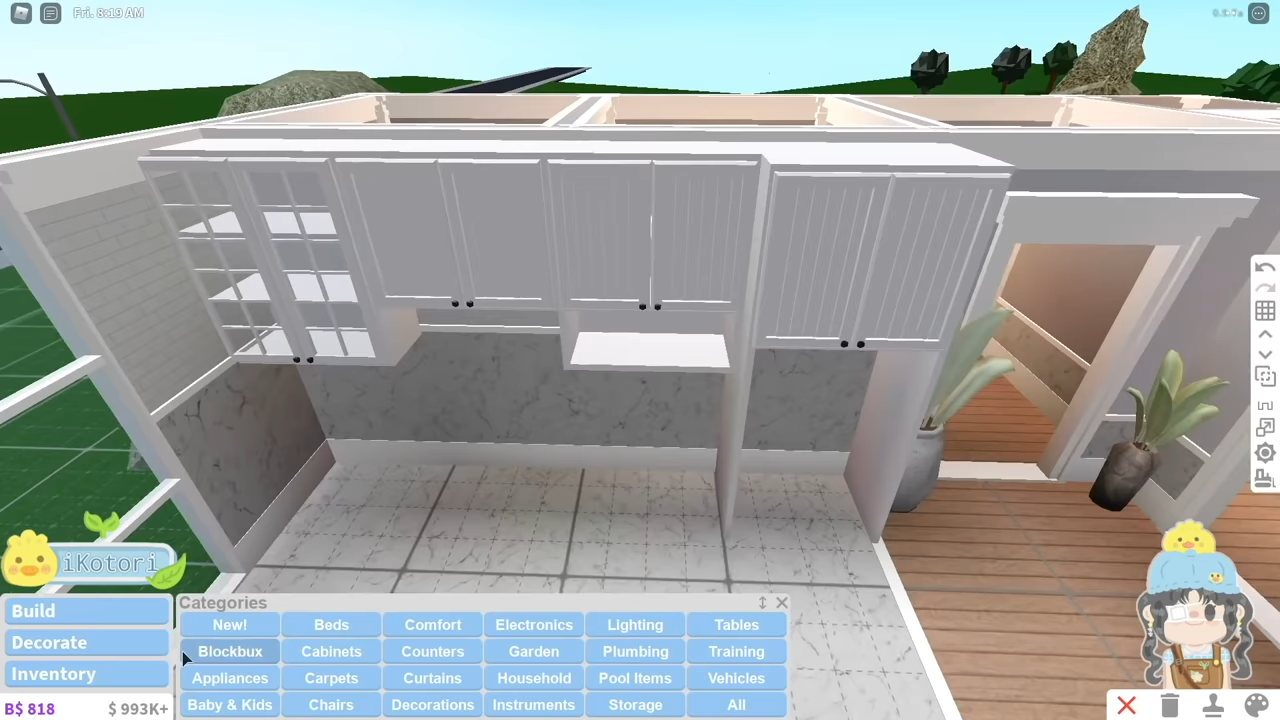 Fri. 8:19 AM
iKotori
Build
Decorate
Inventory
B$ 818 $ 993K+
Categories
New! Beds Comfort Electronics Lighting Tables
Blockbux Cabinets Counters Garden Plumbing Training
Appliances Carpets Curtains Household Pool Items Vehicles
Baby & Kids Chairs Decorations Instruments Storage All